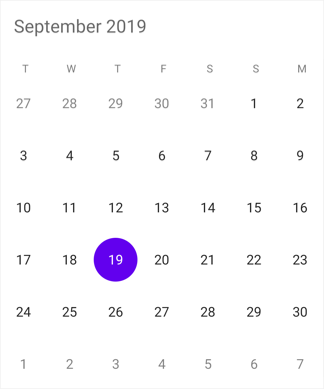 September 2019
T W T F S S M
27 28 29 30 31 1 2
3 4 5 6 7 8 9
10 11 12 13 14 15 16
17 18 19 20 21 22 23
24 25 26 27 28 29 30
1 2 3 4 5 6 7